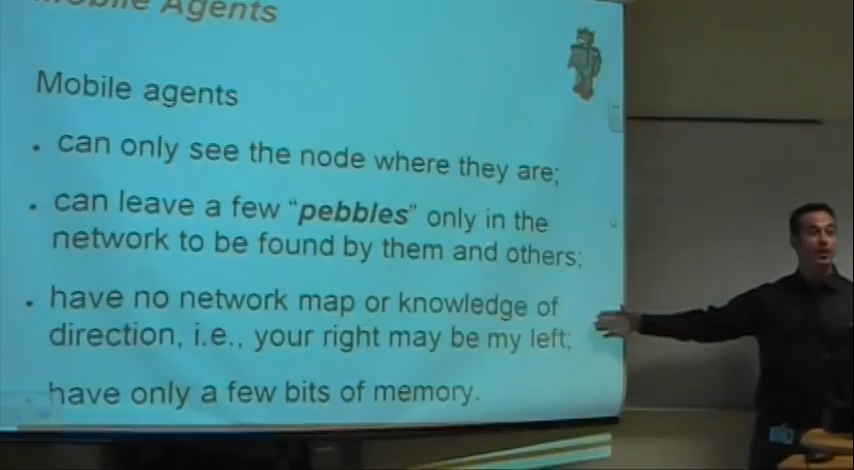 Mobile Agents
Mobile agents
. can only see the node where they are;
. can leave a few “pebbles” only in the
network to be found by them and others;
. have no network map or knowledge of
direction, i.e., your right may be my left;
have only a few bits of memory.